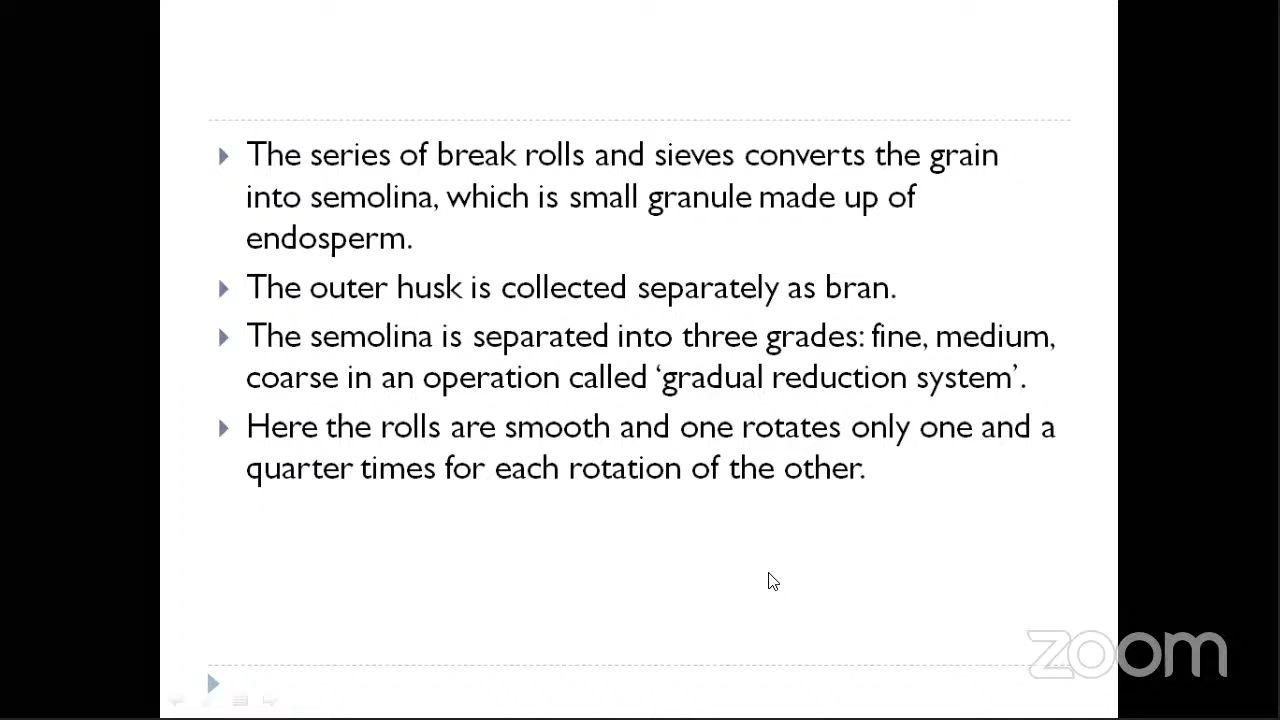 The series of break rolls and sieves converts the grain
into semolina, which is small granule made up of
endosperm.
The outer husk is collected separately as bran.
The semolina is separated into three grades: fine, medium,
coarse in an operation called ‘gradual reduction system’.
Here the rolls are smooth and one rotates only one and a
quarter times for each rotation of the other.
zoom